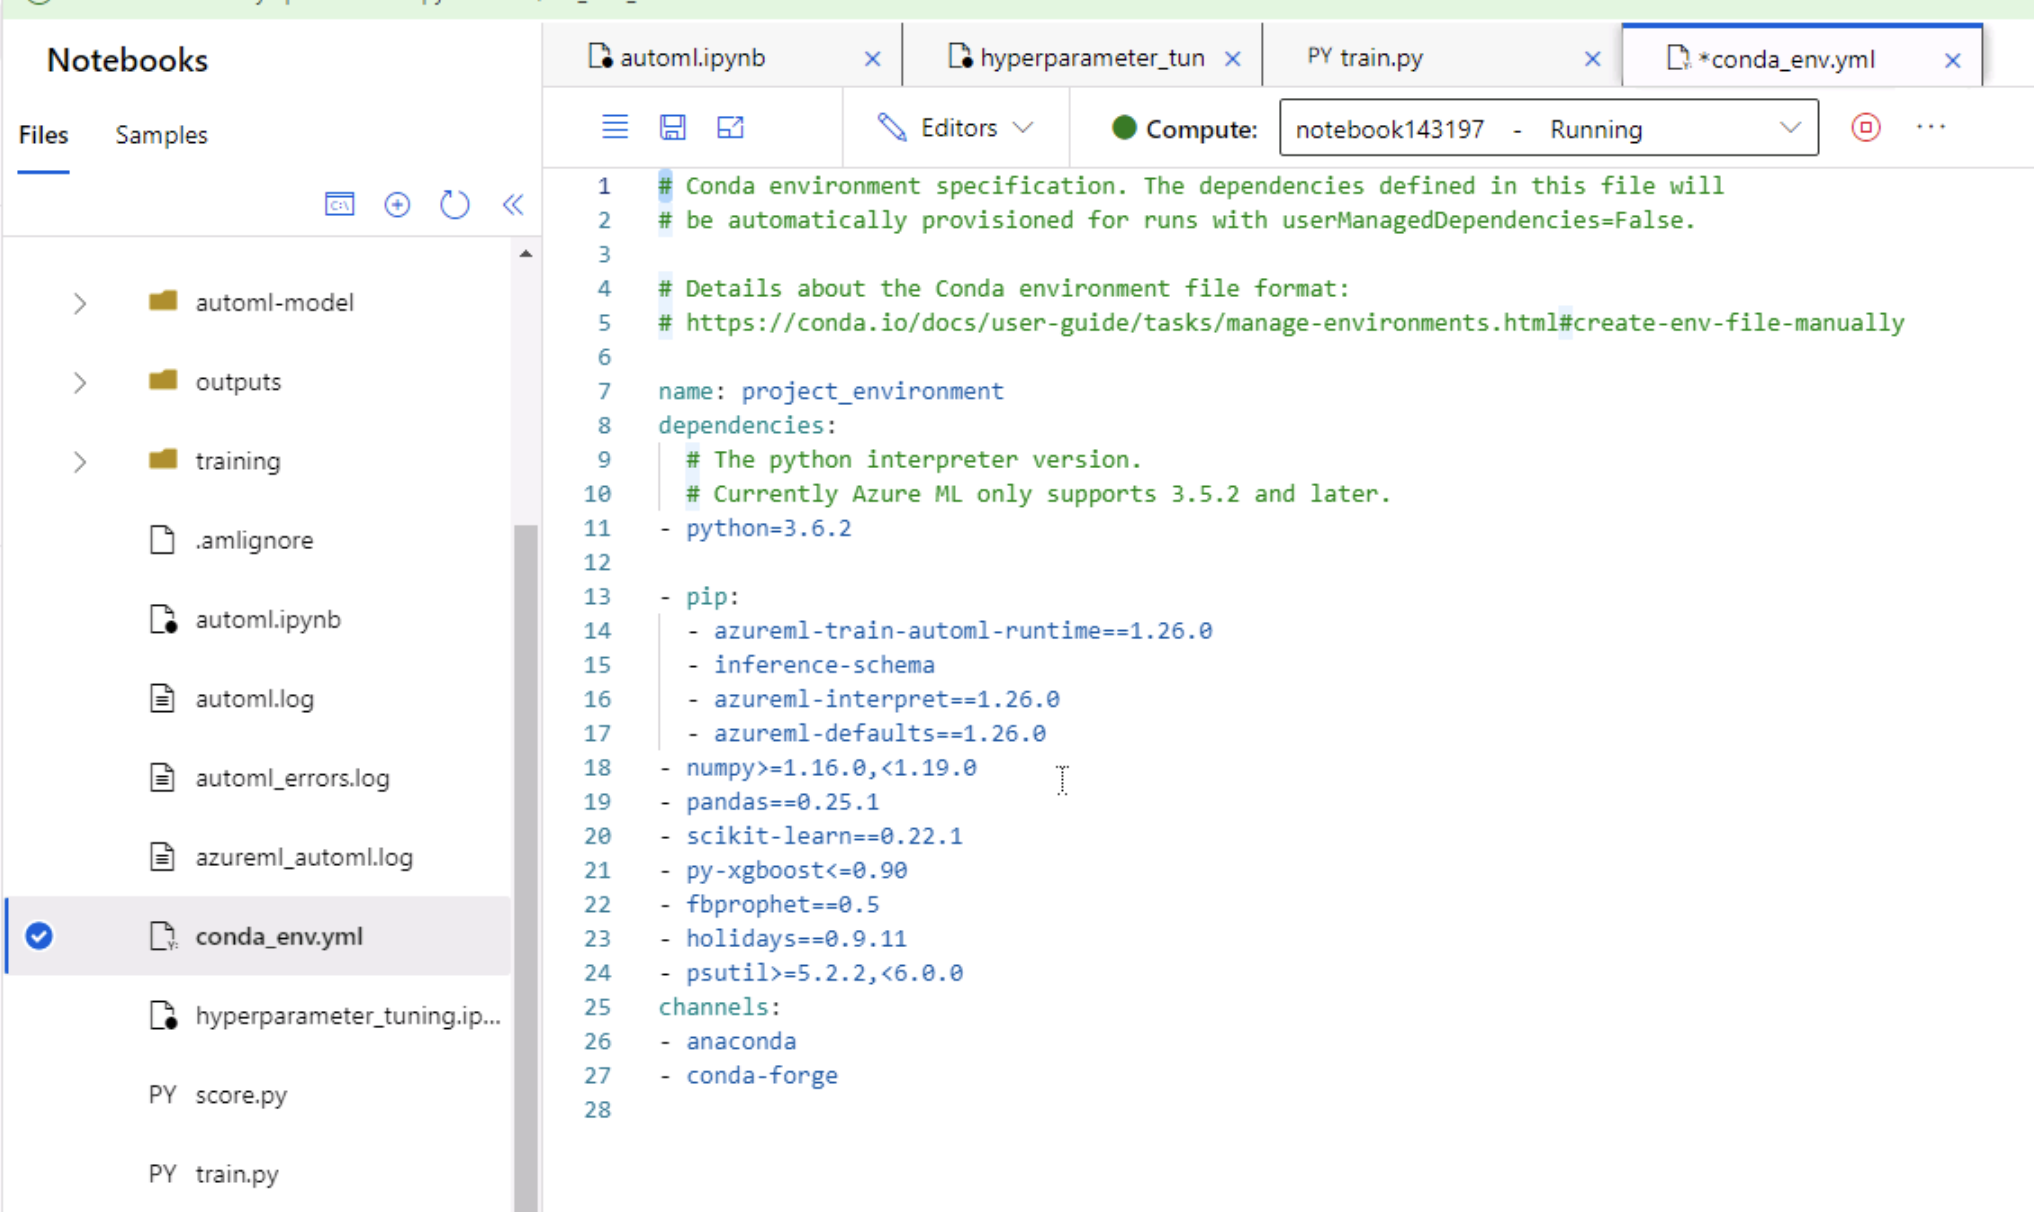 Notebooks
Files
Samples
automl-model
outputs
training
.amlignore
automl.ipynb
automl.log
automl_errors.log
azureml_automl.log
conda_env.yml
hyperparameter_tuning.ip...
PY score.py
PY train.py
automl.ipynb
hyperparameter_tun
PY train.py
*conda_env.yml
Editors
Compute: notebook143197 - Running
1 # Conda environment specification. The dependencies defined in this file will
2 # be automatically provisioned for runs with userManagedDependencies=False.
3
4 # Details about the Conda environment file format:
5 # https://conda.io/docs/user-guide/tasks/manage-environments.html#create-env-file-manually
6
7 name: project_environment
8 dependencies:
9 # The python interpreter version.
10 # Currently Azure ML only supports 3.5.2 and later.
11 - python=3.6.2
12
13 - pip:
14 - azureml-train-automl-runtime==1.26.0
15 - inference-schema
16 - azureml-interpret==1.26.0
17 - azureml-defaults==1.26.0
18 - numpy>=1.16.0,<1.19.0
19 - pandas==0.25.1
20 - scikit-learn==0.22.1
21 - py-xgboost<=0.90
22 - fbprophet==0.5
23 - holidays==0.9.11
24 - psutil>=5.2.2,<6.0.0
25 channels:
26 - anaconda
27 - conda-forge
28